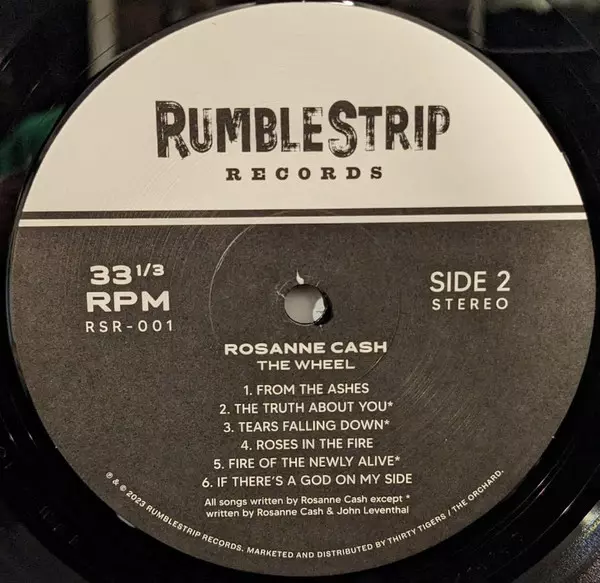 RUMBLESTRIP
RECORDS
33 1/3
RPM
RSR-001
SIDE 2
STEREO
ROSANNE CASH
THE WHEEL
1. FROM THE ASHES
2. THE TRUTH ABOUT YOU*
3. TEARS FALLING DOWN*
4. ROSES IN THE FIRE
5. FIRE OF THE NEWLY ALIVE*
6. IF THERE'S A GOD ON MY SIDE
All songs written by Rosanne Cash except *
written by Rosanne Cash & John Leventhal
℗ & © 2023 RUMBLESTRIP RECORDS. MARKETED AND DISTRIBUTED BY THIRTY TIGERS / THE ORCHARD.